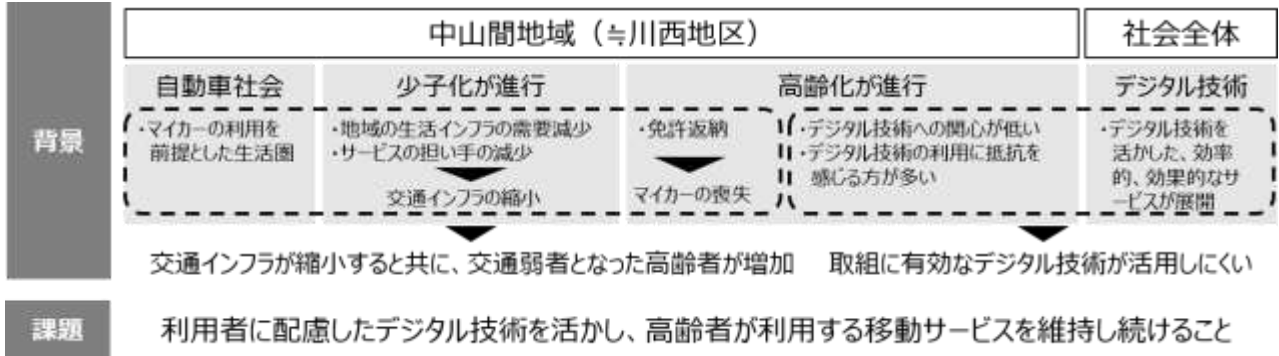 中山間地域（≒川西地区）
社会全体
背景
自動車社会
・マイカーの利用を
前提とした生活圏
少子化が進行
・地域の生活インフラの需要減少
・サービスの担い手の減少
交通インフラの縮小
高齢化が進行
・免許返納
マイカーの喪失
・デジタル技術への関心が低い
・デジタル技術の利用に抵抗を
感じる方が多い
デジタル技術
・デジタル技術を
活かした、効率
的、効果的なサ
ービスが展開
交通インフラが縮小すると共に、交通弱者となった高齢者が増加
取組に有効なデジタル技術が活用しにくい
課題
利用者に配慮したデジタル技術を活かし、高齢者が利用する移動サービスを維持し続けること